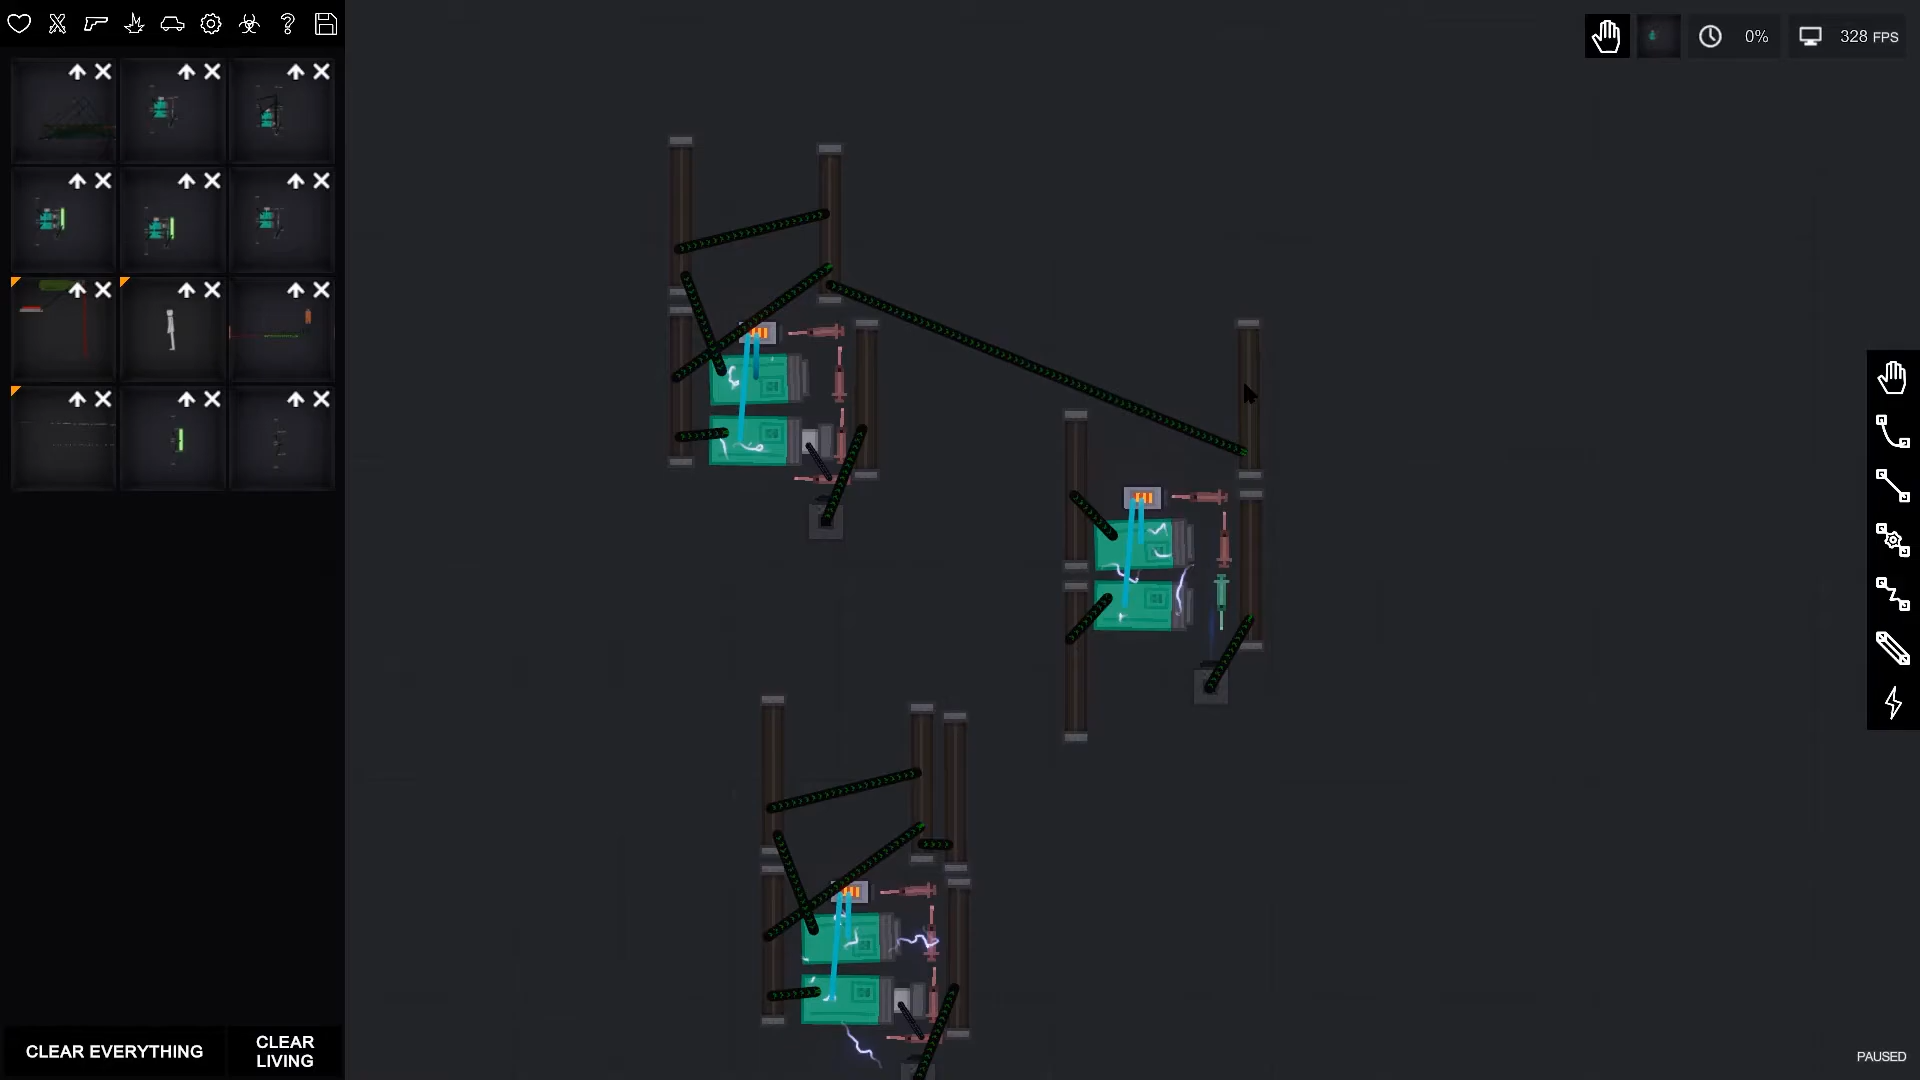 0%
328 FPS
CLEAR EVERYTHING
CLEAR
LIVING
PAUSED